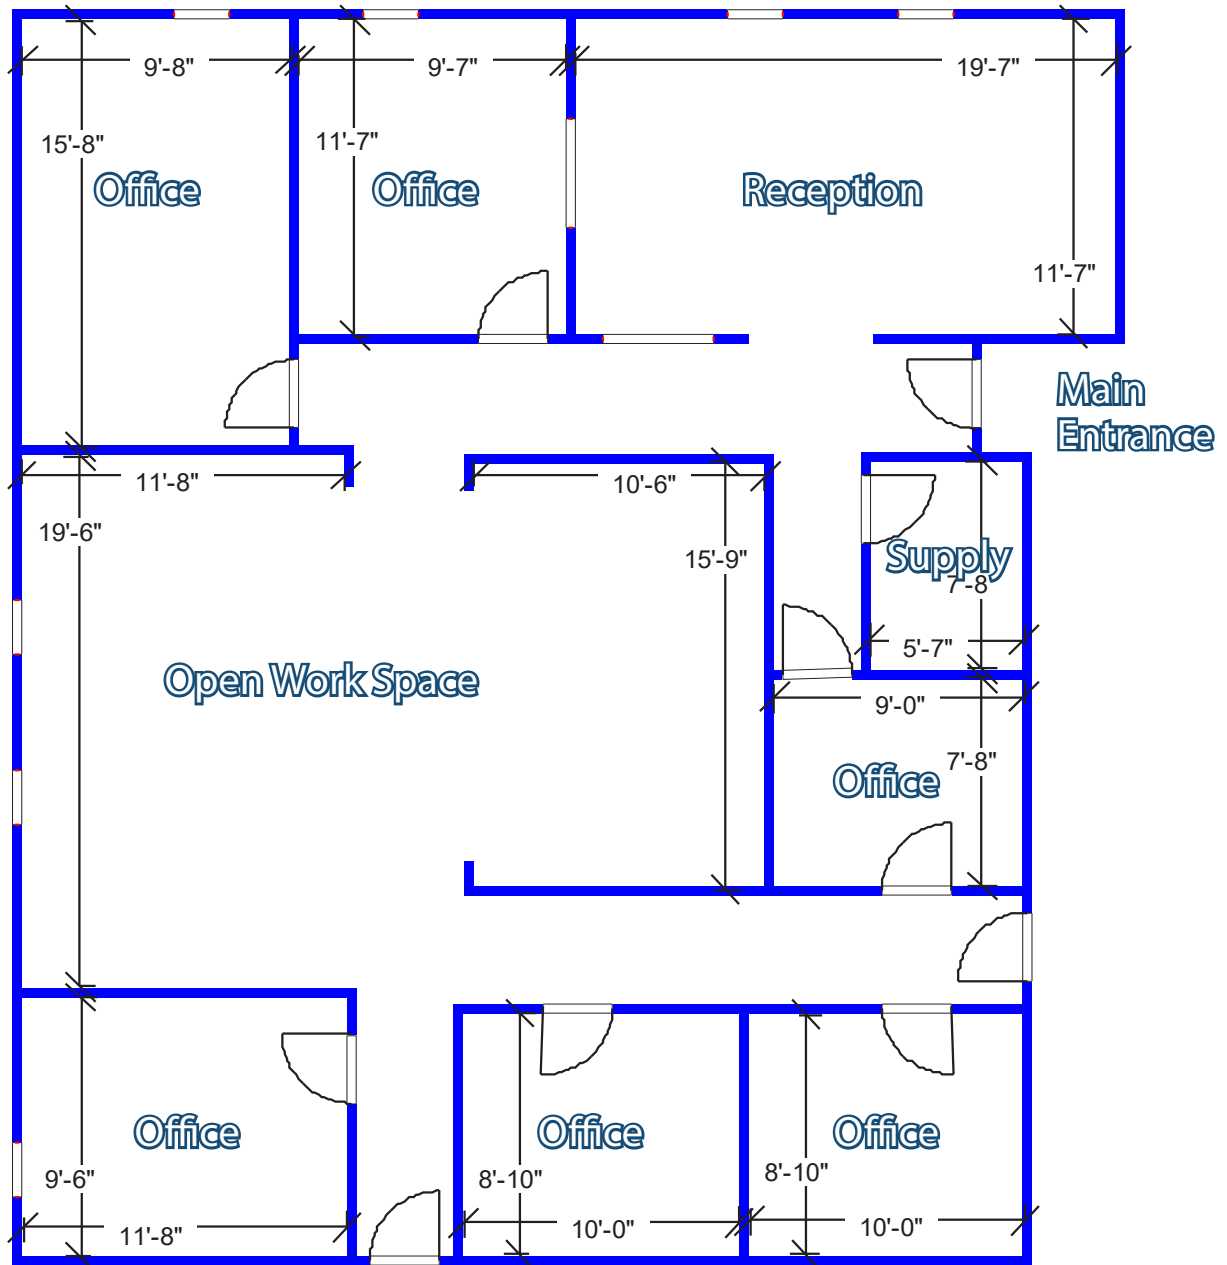 9'-8"
9'-7"
19'-7"
15'-8"
11'-7"
Office
Office
Reception
11'-7"
Main
Entrance
11'-8"
10'-6"
19'-6"
15'-9"
Supply
7'-8"
5'-7"
Open Work Space
9'-0"
7'-8"
Office
Office
Office
Office
9'-6"
8'-10"
8'-10"
11'-8"
10'-0"
10'-0"